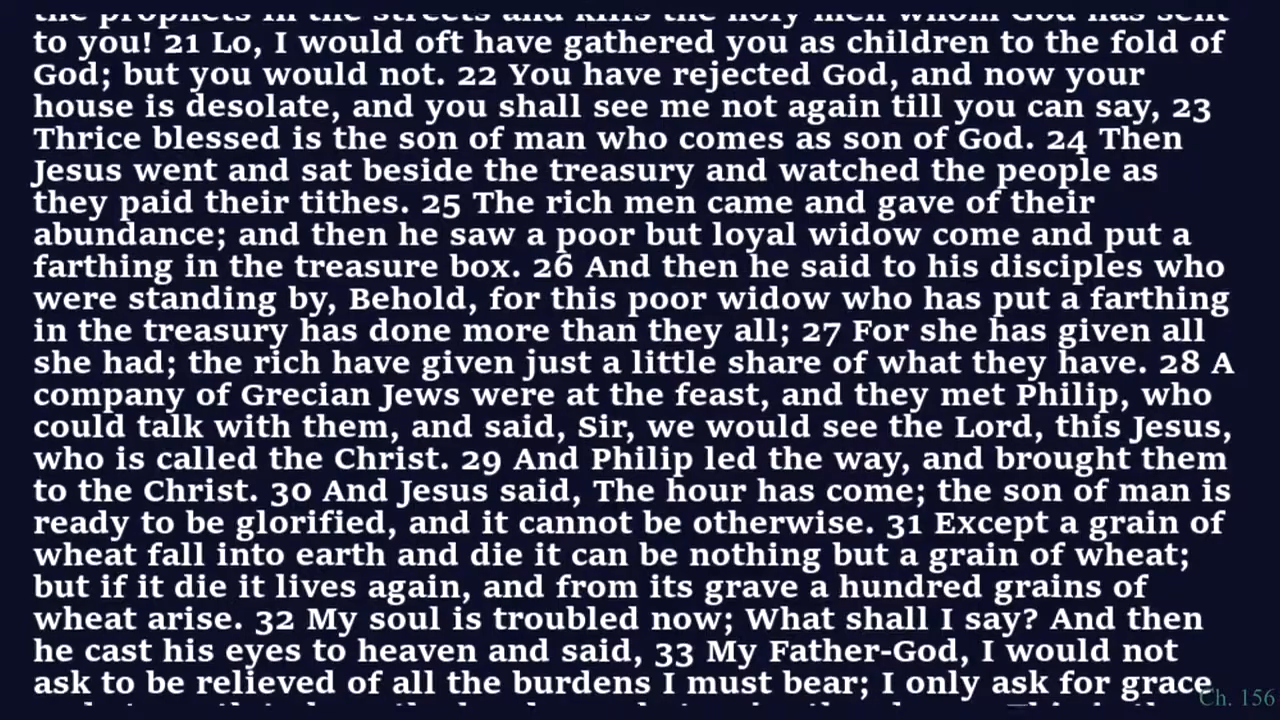 the prophets in the streets and kills the holy men whom God has sent
to you! 21 Lo, I would oft have gathered you as children to the fold of
God; but you would not. 22 You have rejected God, and now your
house is desolate, and you shall see me not again till you can say, 23
Thrice blessed is the son of man who comes as son of God. 24 Then
Jesus went and sat beside the treasury and watched the people as
they paid their tithes. 25 The rich men came and gave of their
abundance; and then he saw a poor but loyal widow come and put a
farthing in the treasure box. 26 And then he said to his disciples who
were standing by, Behold, for this poor widow who has put a farthing
in the treasury has done more than they all; 27 For she has given all
she had; the rich have given just a little share of what they have. 28 A
company of Grecian Jews were at the feast, and they met Philip, who
could talk with them, and said, Sir, we would see the Lord, this Jesus,
who is called the Christ. 29 And Philip led the way, and brought them
to the Christ. 30 And Jesus said, The hour has come; the son of man is
ready to be glorified, and it cannot be otherwise. 31 Except a grain of
wheat fall into earth and die it can be nothing but a grain of wheat;
but if it die it lives again, and from its grave a hundred grains of
wheat arise. 32 My soul is troubled now; What shall I say? And then
he cast his eyes to heaven and said, 33 My Father-God, I would not
ask to be relieved of all the burdens I must bear; I only ask for grace
Ch. 156